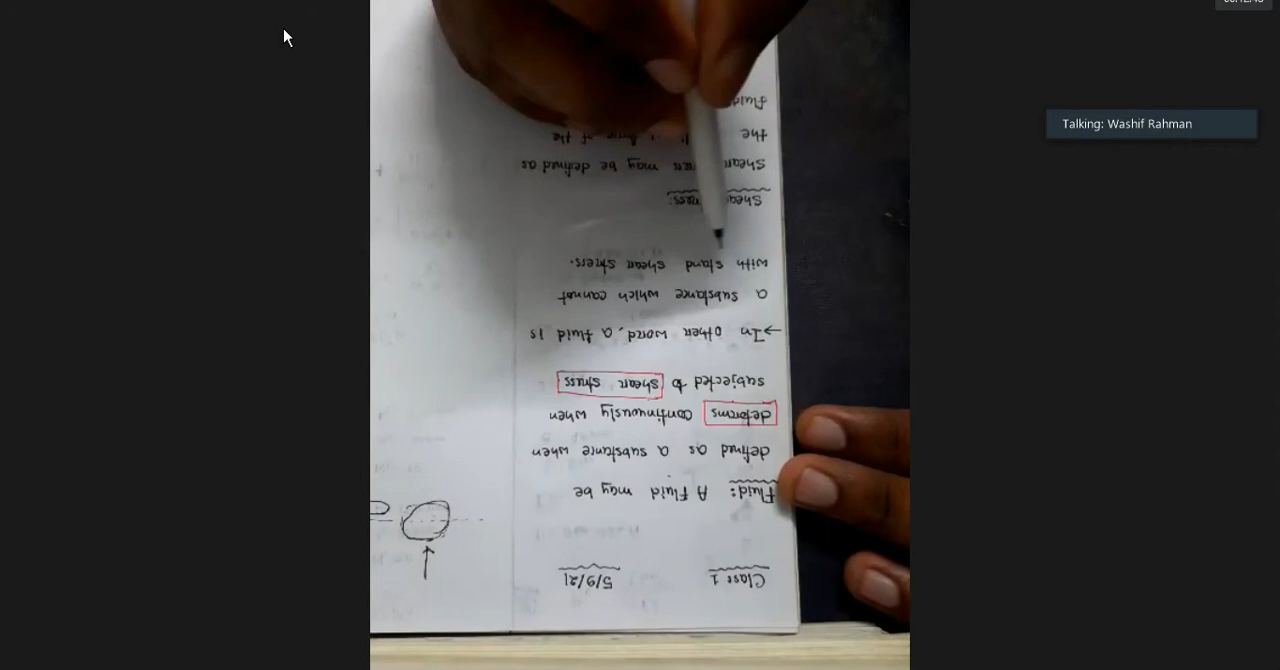 Talking: Washif Rahman
Class 1 5/9/21
Fluid: A Fluid may be
defined as a substance when
deforms continuously when
subjected to shear stress
→In other word, a fluid is
a substance which cannot
with stand shear stress.
Shear may be defined as
the of the